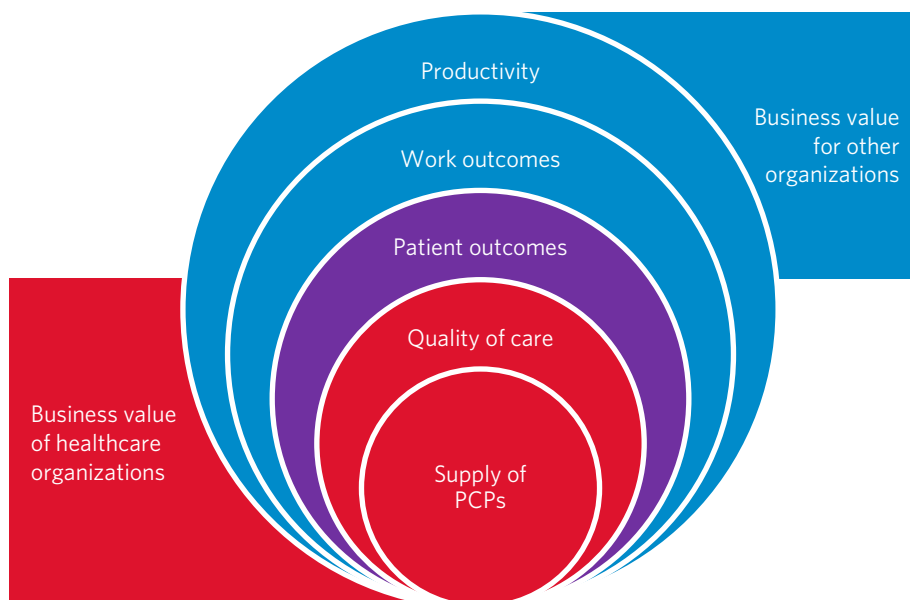 Productivity
Business value
for other
organizations
Work outcomes
Patient outcomes
Quality of care
Business value
of healthcare
organizations
Supply of
PCPs